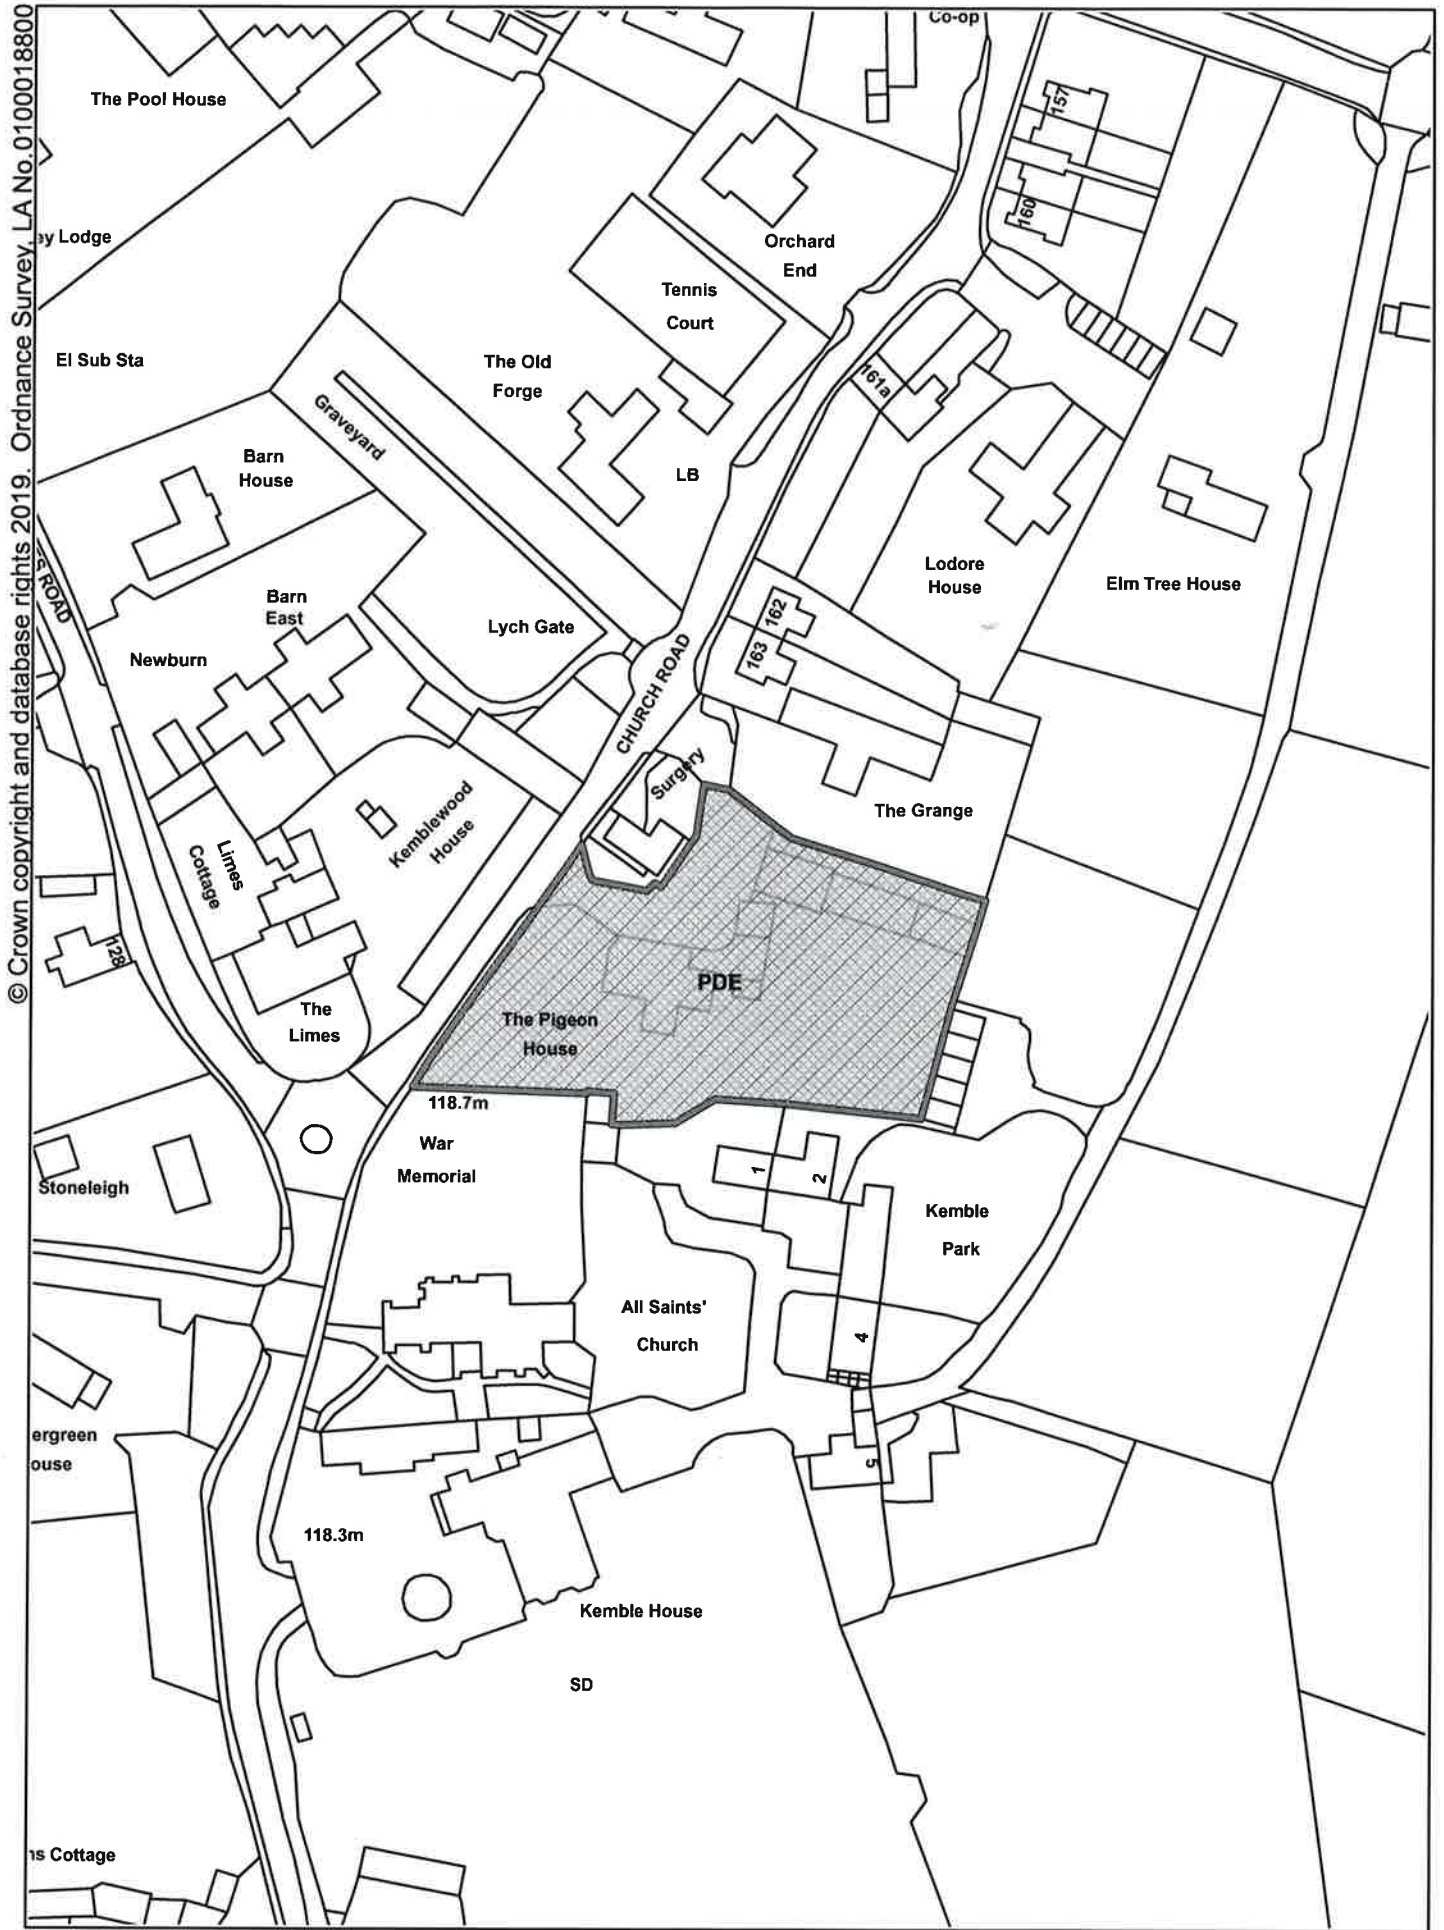 © Crown copyright and database rights 2019. Ordnance Survey, LA No.0100018800
Co-op
The Pool House
157
160
ey Lodge
Orchard
End
Tennis
Court
El Sub Sta
The Old
Forge
161a
Graveyard
Barn
House
LB
S ROAD
Lodore
House
Elm Tree House
Barn
East
162
Lych Gate
163
Newburn
CHURCH ROAD
Surgery
The Grange
Kemblewood
House
Limes
Cottage
128
PDE
The
Limes
The Pigeon
House
118.7m
War
Memorial
1
2
Stoneleigh
Kemble
Park
All Saints'
Church
4
ergreen
ouse
5
118.3m
Kemble House
SD
ns Cottage